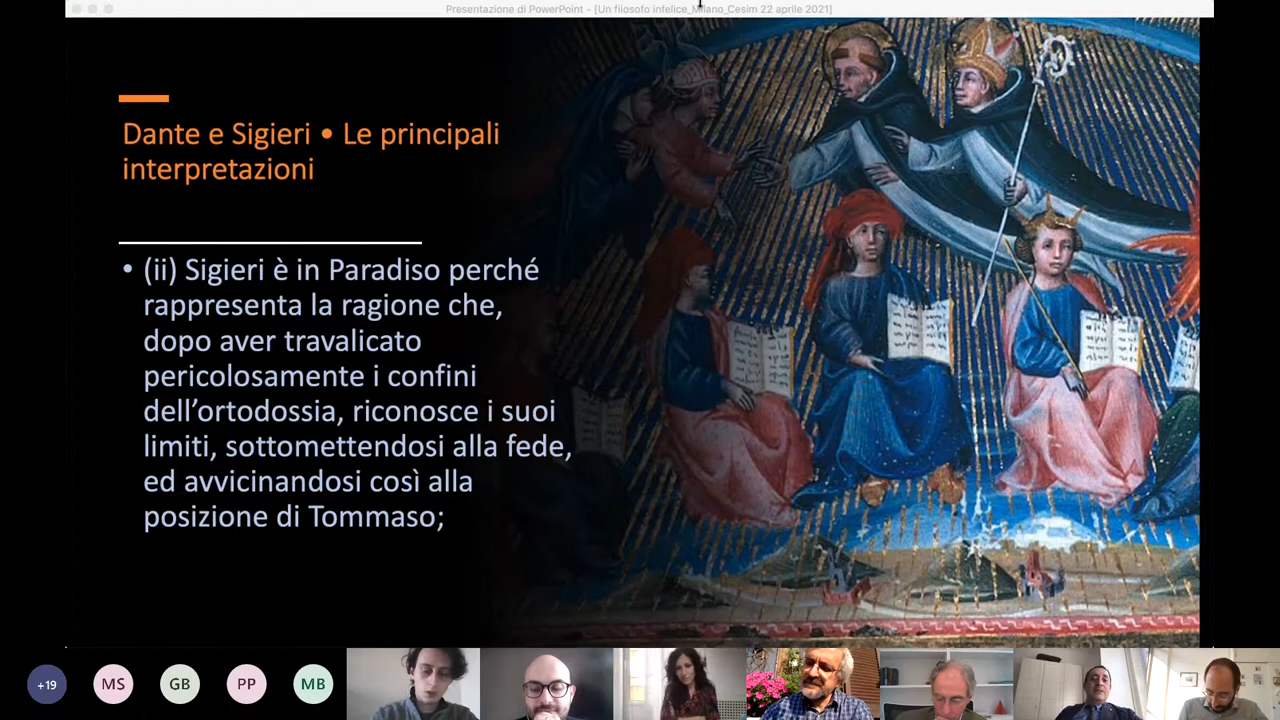 Presentazione di PowerPoint - [Un filosofo infelice_Milano_Cesim 22 aprile 2021]
Dante e Sigieri • Le principali
interpretazioni
• (ii) Sigieri è in Paradiso perché
rappresenta la ragione che,
dopo aver travalicato
pericolosamente i confini
dell’ortodossia, riconosce i suoi
limiti, sottomettendosi alla fede,
ed avvicinandosi così alla
posizione di Tommaso;
+19
MS
GB
PP
MB